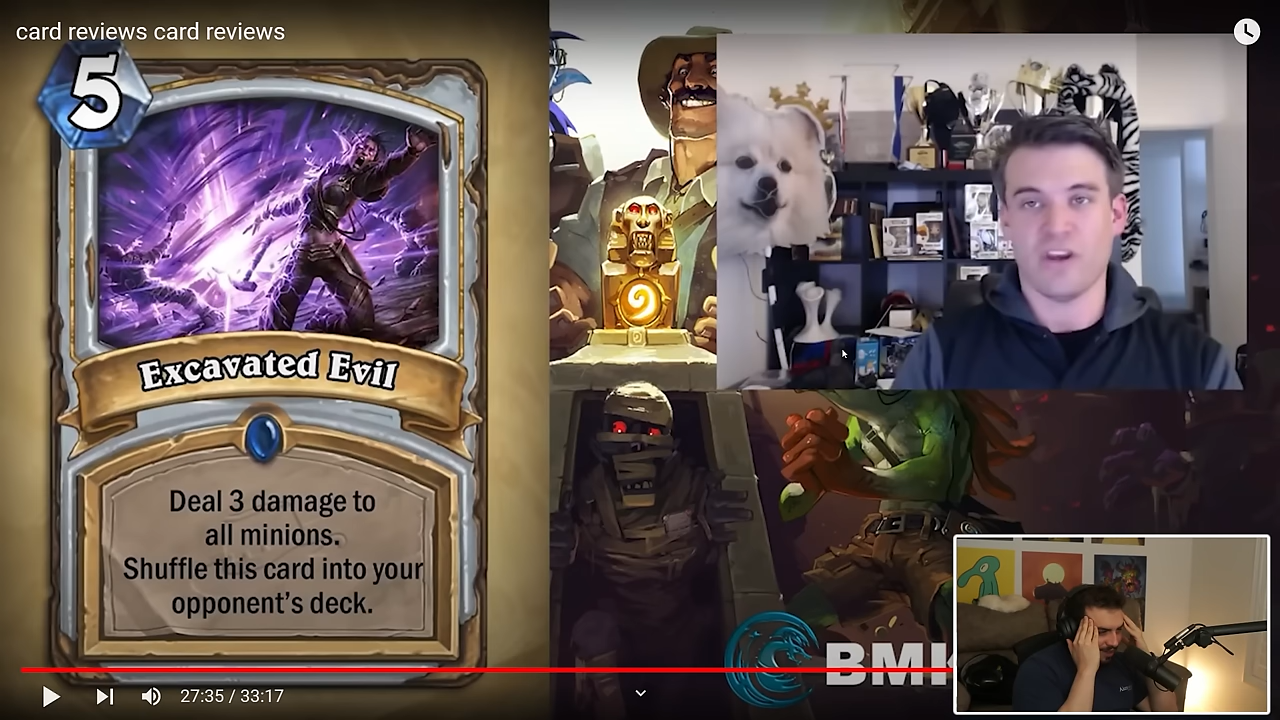 card reviews card reviews
5
Excavated Evil
Deal 3 damage to
all minions.
Shuffle this card into your
opponent's deck.
BMK
27:35 / 33:17